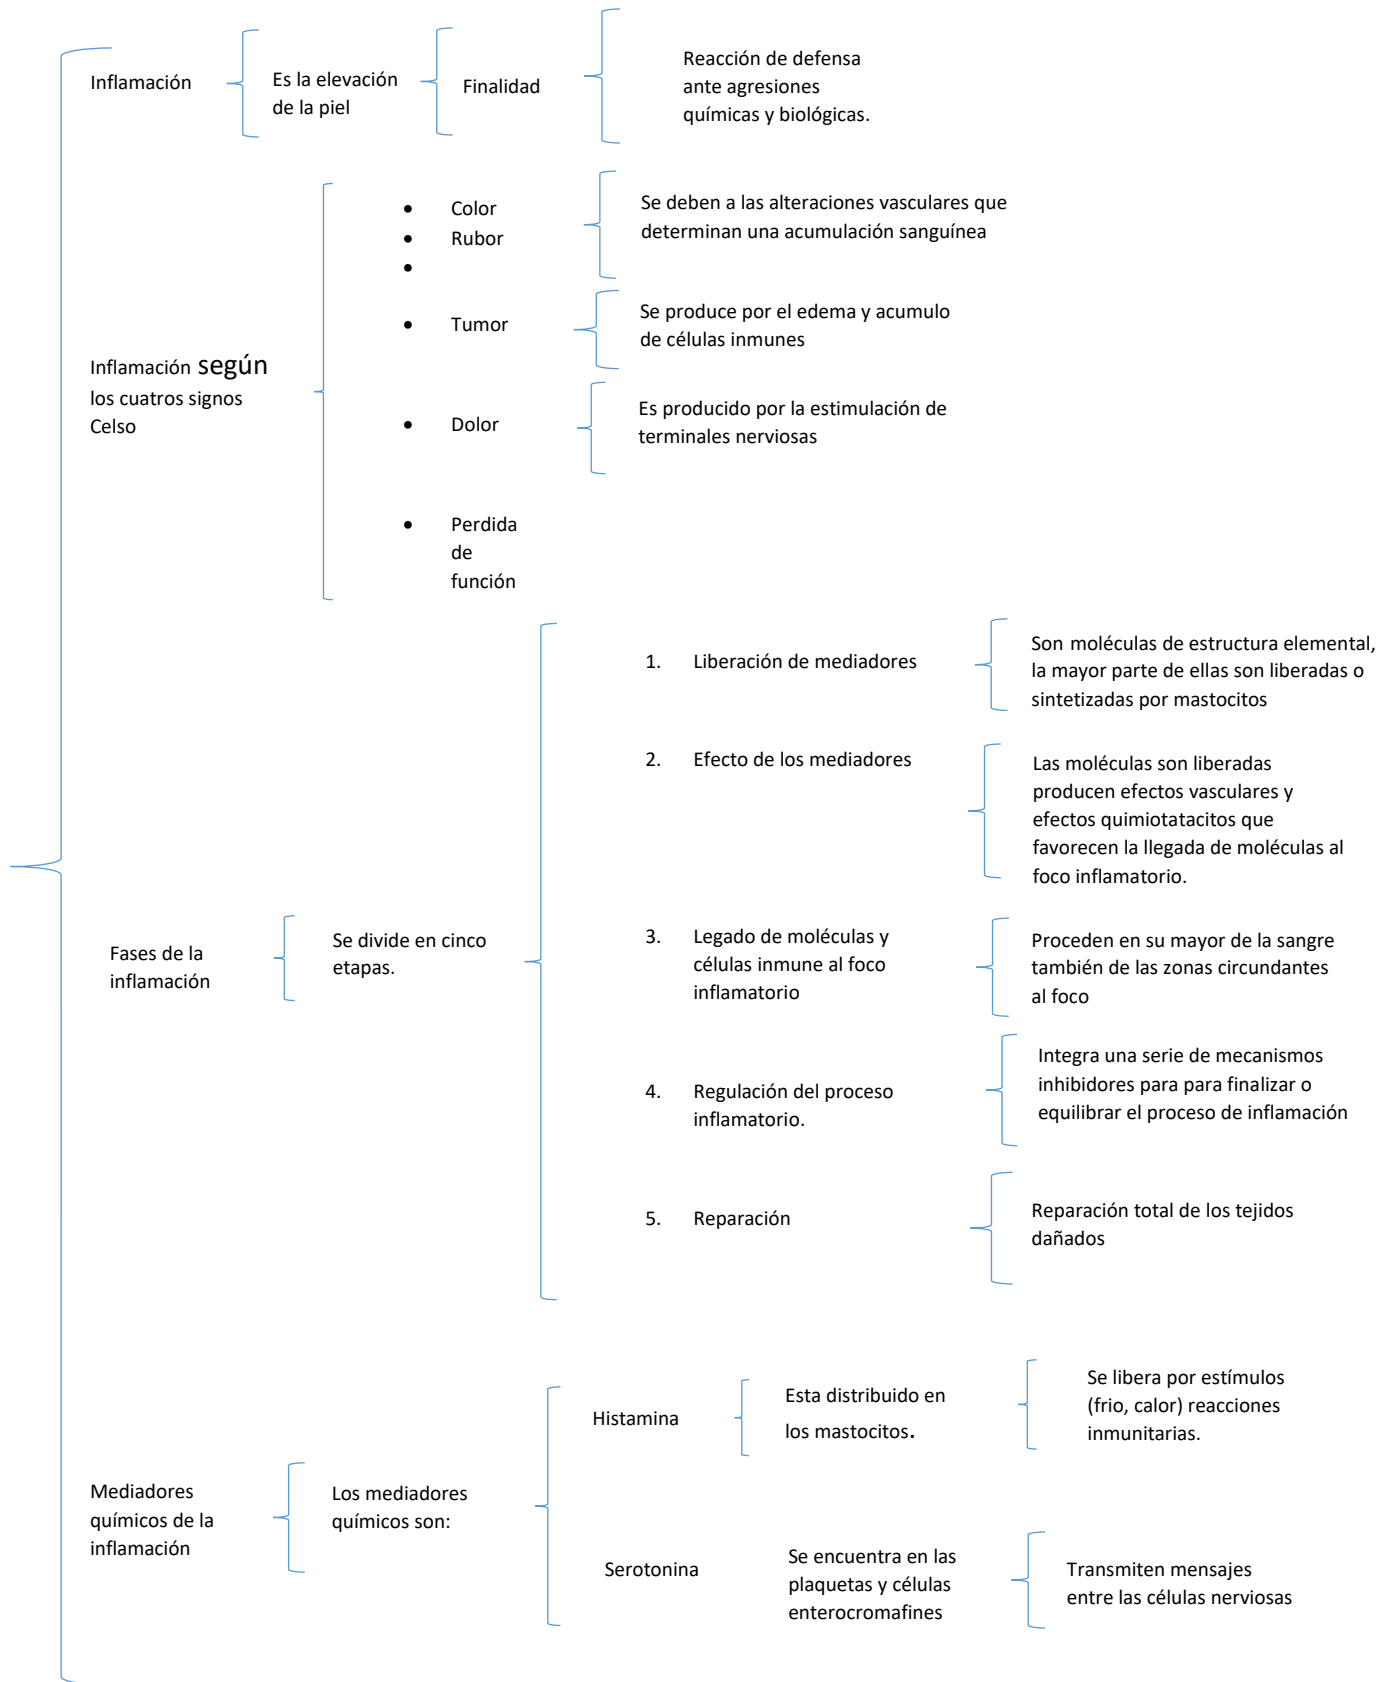 Inflamación
Es la elevación
de la piel
Finalidad
Reacción de defensa
ante agresiones
químicas y biológicas.
Inflamación según
los cuatros signos
Celso
• Color
• Rubor
•
Se deben a las alteraciones vasculares que
determinan una acumulación sanguínea
• Tumor
Se produce por el edema y acumulo
de células inmunes
• Dolor
Es producido por la estimulación de
terminales nerviosas
• Perdida
de
función
Fases de la
inflamación
Se divide en cinco
etapas.
1. Liberación de mediadores
Son moléculas de estructura elemental,
la mayor parte de ellas son liberadas o
sintetizadas por mastocitos
2. Efecto de los mediadores
Las moléculas son liberadas
producen efectos vasculares y
efectos quimiotatacitos que
favorecen la llegada de moléculas al
foco inflamatorio.
3. Legado de moléculas y
células inmune al foco
inflamatorio
Proceden en su mayor de la sangre
también de las zonas circundantes
al foco
4. Regulación del proceso
inflamatorio.
Integra una serie de mecanismos
inhibidores para para finalizar o
equilibrar el proceso de inflamación
5. Reparación
Reparación total de los tejidos
dañados
Mediadores
químicos de la
inflamación
Los mediadores
químicos son:
Histamina
Esta distribuido en
los mastocitos.
Se libera por estímulos
(frio, calor) reacciones
inmunitarias.
Serotonina
Se encuentra en las
plaquetas y células
enterocromafines
Transmiten mensajes
entre las células nerviosas